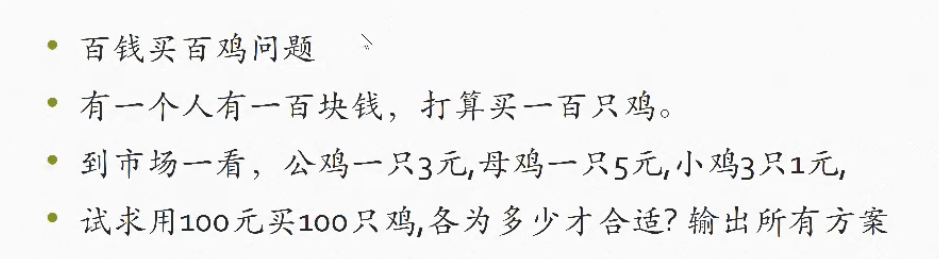 百钱买百鸡问题
有一个人有一百块钱，打算买一百只鸡。
到市场一看，公鸡一只3元,母鸡一只5元,小鸡3只1元,
试求用100元买100只鸡,各为多少才合适? 输出所有方案